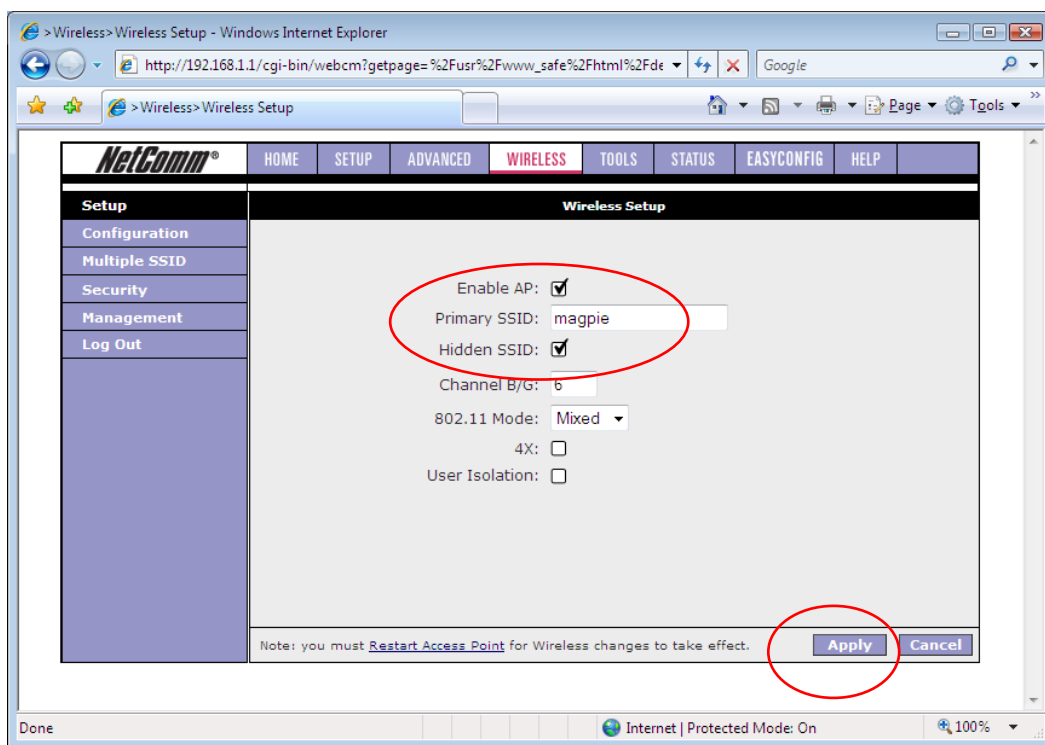 >Wireless>Wireless Setup - Windows Internet Explorer
http://192.168.1.1/cgi-bin/webcm?getpage=%2Fusr%2Fwww_safe%2Fhtml%2Fde
Google
>Wireless>Wireless Setup
Page
Tools
NetComm®
HOME SETUP ADVANCED WIRELESS TOOLS STATUS EASYCONFIG HELP
Setup
Wireless Setup
Configuration
Multiple SSID
Security
Management
Log Out
Enable AP:
Primary SSID: magpie
Hidden SSID:
Channel B/G: 6
802.11 Mode: Mixed
4X:
User Isolation:
Note: you must Restart Access Point for Wireless changes to take effect.
Apply Cancel
Done
Internet | Protected Mode: On
100%